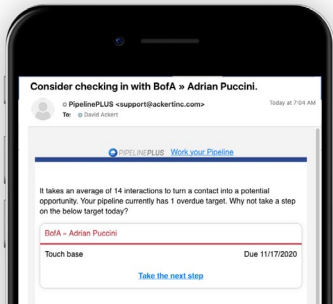 Consider checking in with BofA » Adrian Puccini.
PipelinePLUS <support@ackertinc.com>
Today at 7:04 AM
To: David Ackert
PIPELINEPLUS Work your Pipeline
It takes an average of 14 interactions to turn a contact into a potential
opportunity. Your pipeline currently has 1 overdue target. Why not take a step
on the below target today?
BofA – Adrian Puccini
Touch base Due 11/17/2020
Take the next step